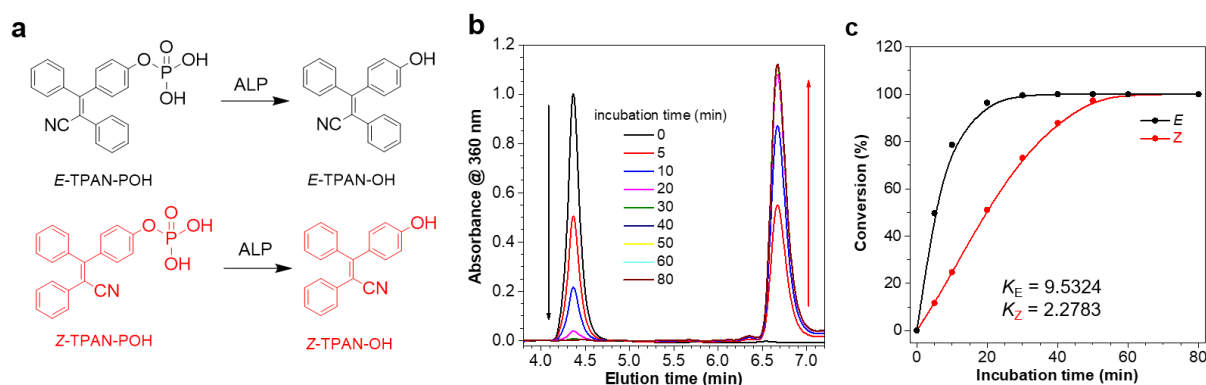 a
O
O
P
OH
OH
ALP
OH
NC
NC
E-TPAN-POH
E-TPAN-OH
O
O
P
OH
OH
ALP
OH
CN
CN
Z-TPAN-POH
Z-TPAN-OH
b
Absorbance @ 360 nm
1.2
1.0
0.8
0.6
0.4
0.2
0.0
incubation time (min)
0
5
10
20
30
40
50
60
80
4.0 4.5 5.0 5.5 6.0 6.5 7.0
Elution time (min)
c
Conversion (%)
120
100
80
60
40
20
0
E
Z
KE = 9.5324
KZ = 2.2783
0 20 40 60 80
Incubation time (min)